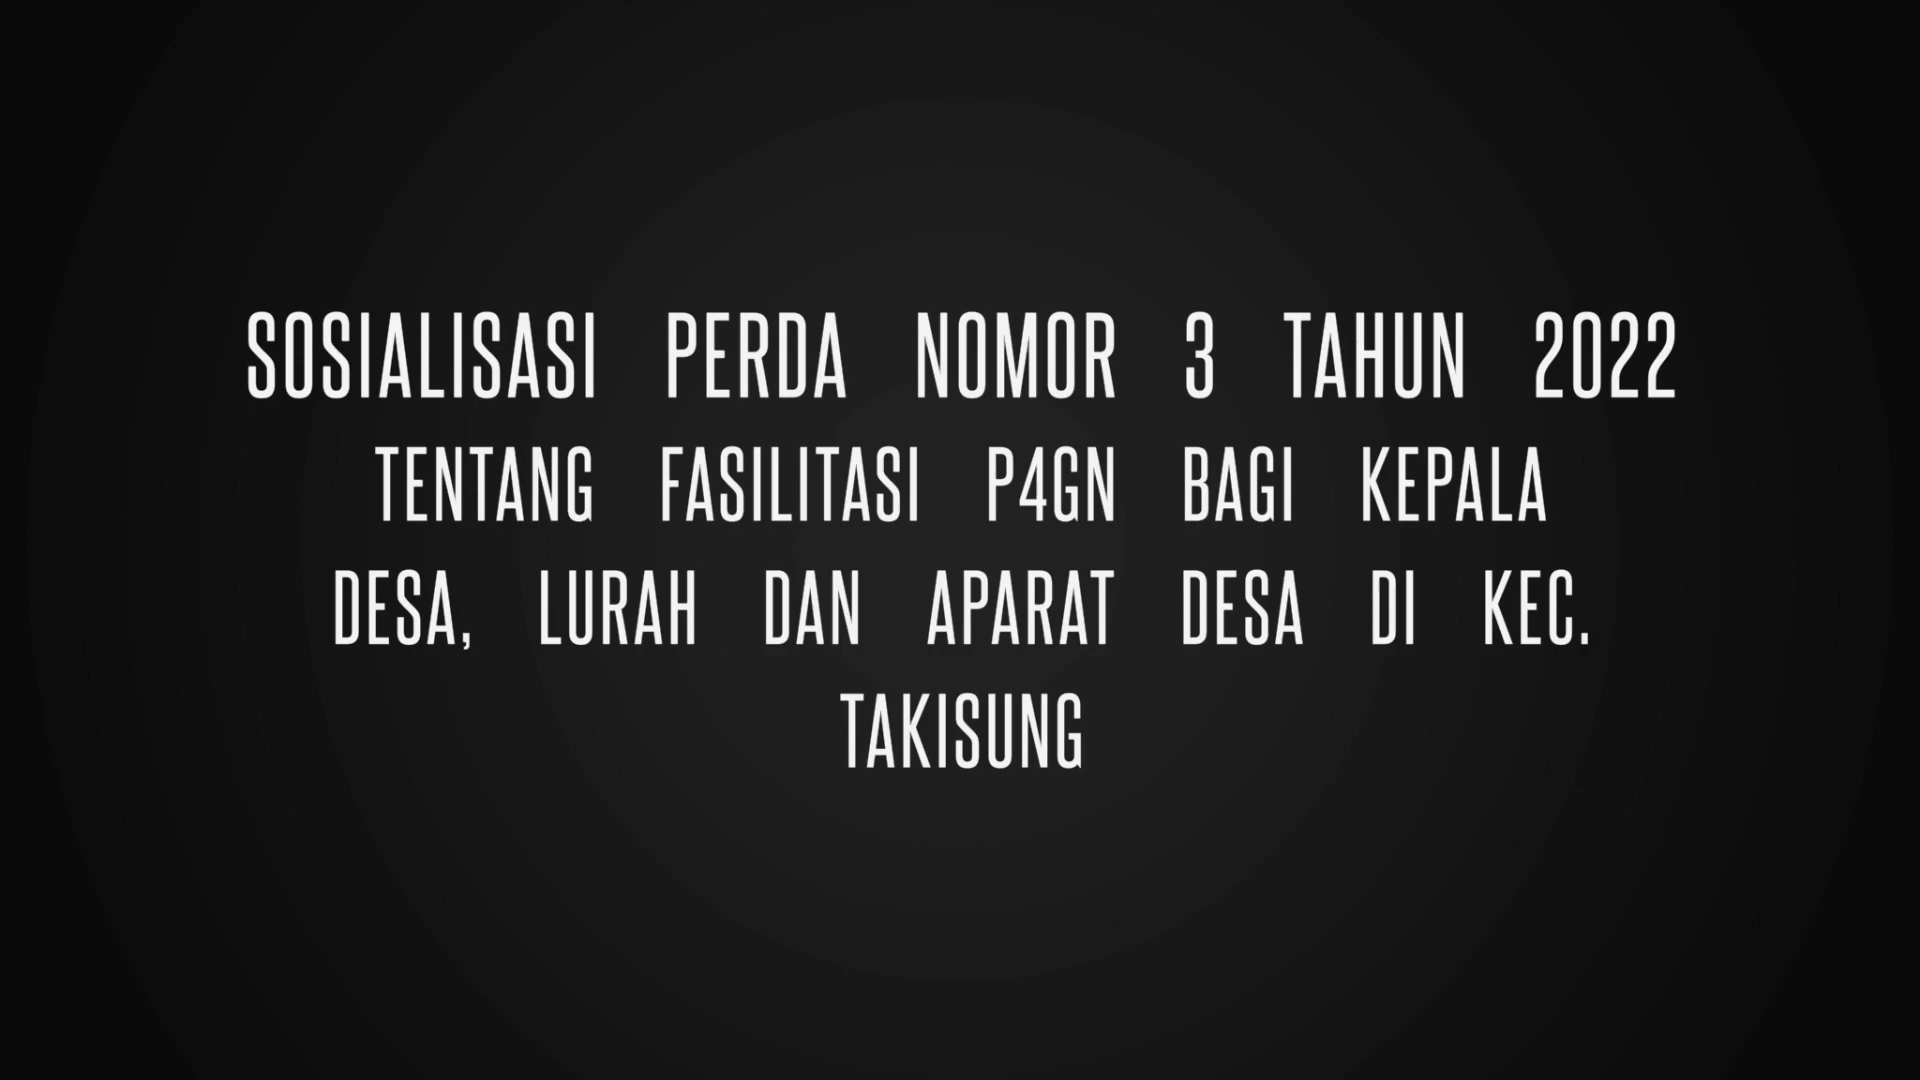 SOSIALISASI PERDA NOMOR 3 TAHUN 2022
TENTANG FASILITASI P4GN BAGI KEPALA
DESA, LURAH DAN APARAT DESA DI KEC.
TAKISUNG